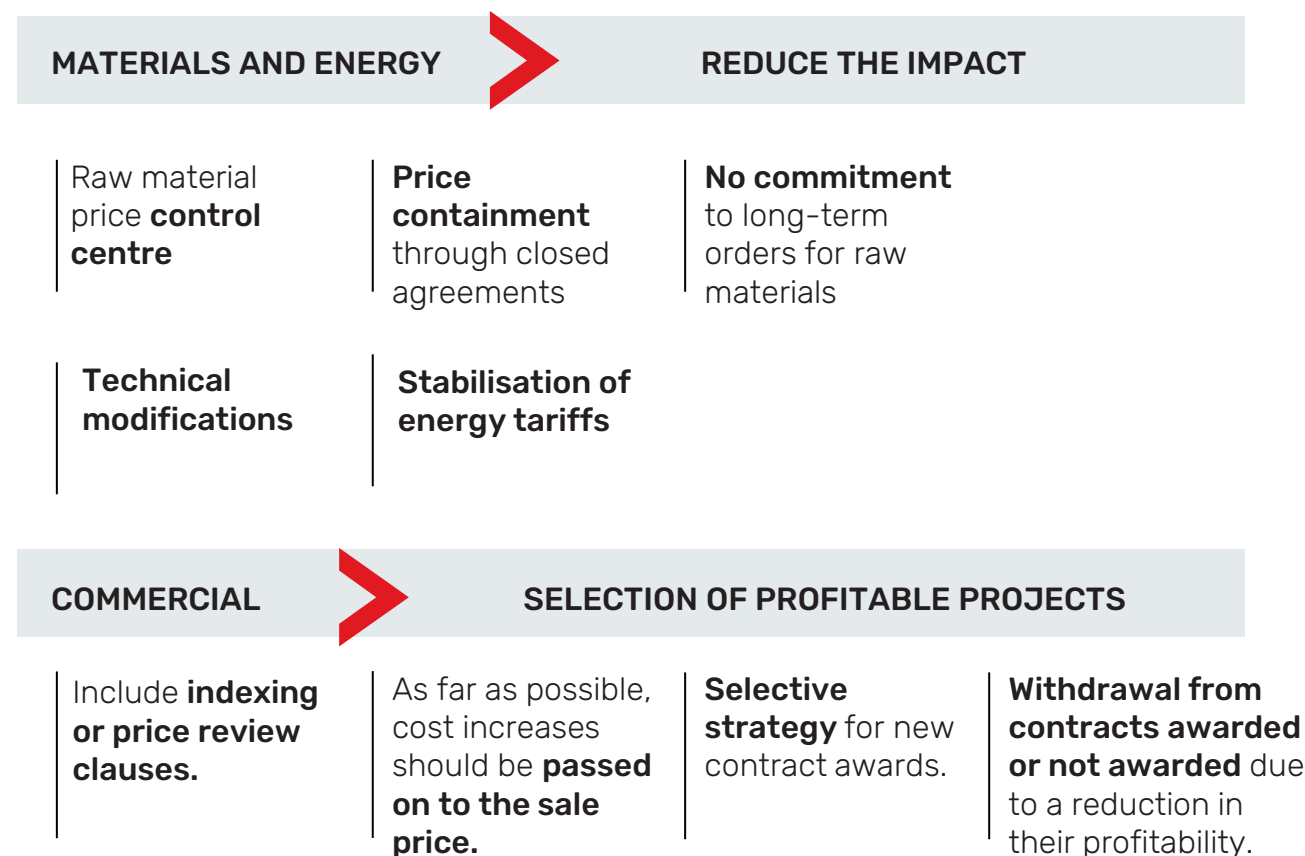 MATERIALS AND ENERGY
REDUCE THE IMPACT
Raw material
price control
centre
Price
containment
through closed
agreements
No commitment
to long-term
orders for raw
materials
Technical
modifications
Stabilisation of
energy tariffs
COMMERCIAL
SELECTION OF PROFITABLE PROJECTS
Include indexing
or price review
clauses.
As far as possible,
cost increases
should be passed
on to the sale
price.
Selective
strategy for new
contract awards.
Withdrawal from
contracts awarded
or not awarded due
to a reduction in
their profitability.